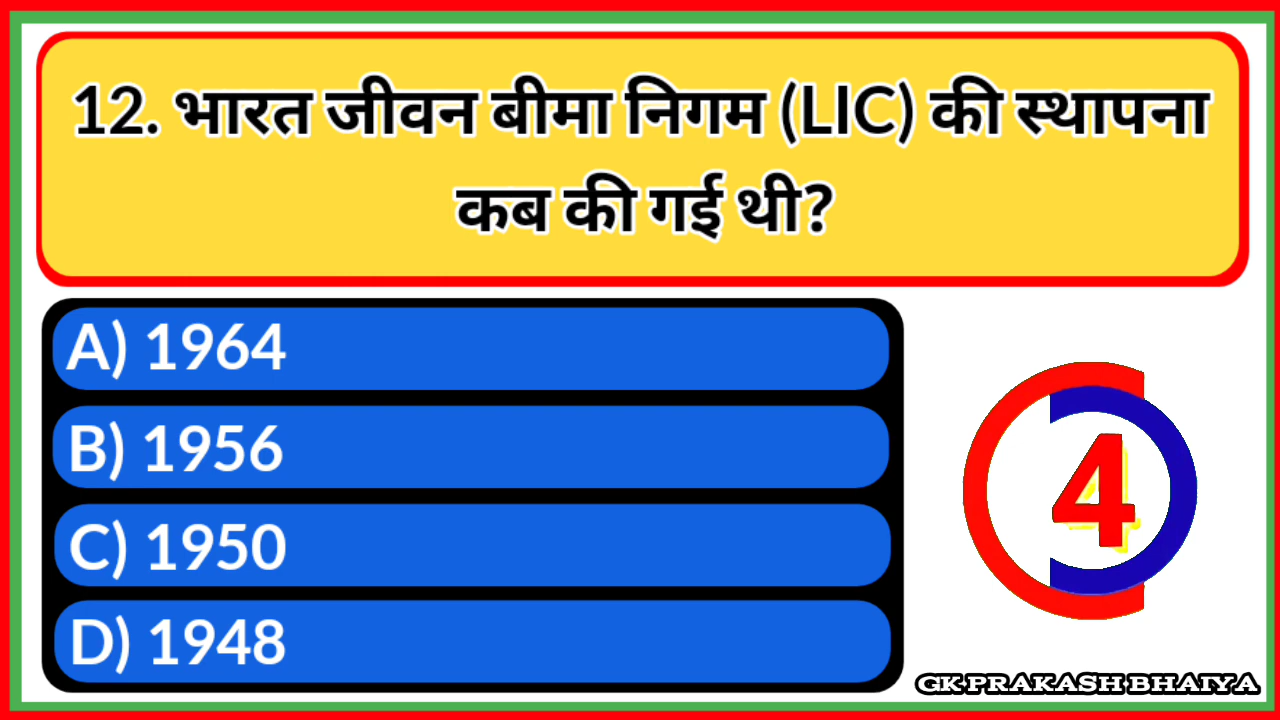 12. भारत जीवन बीमा निगम (LIC) की स्थापना
कब की गई थी?
A) 1964
B) 1956
C) 1950
D) 1948
4
GK PRAKASH BHAIYA